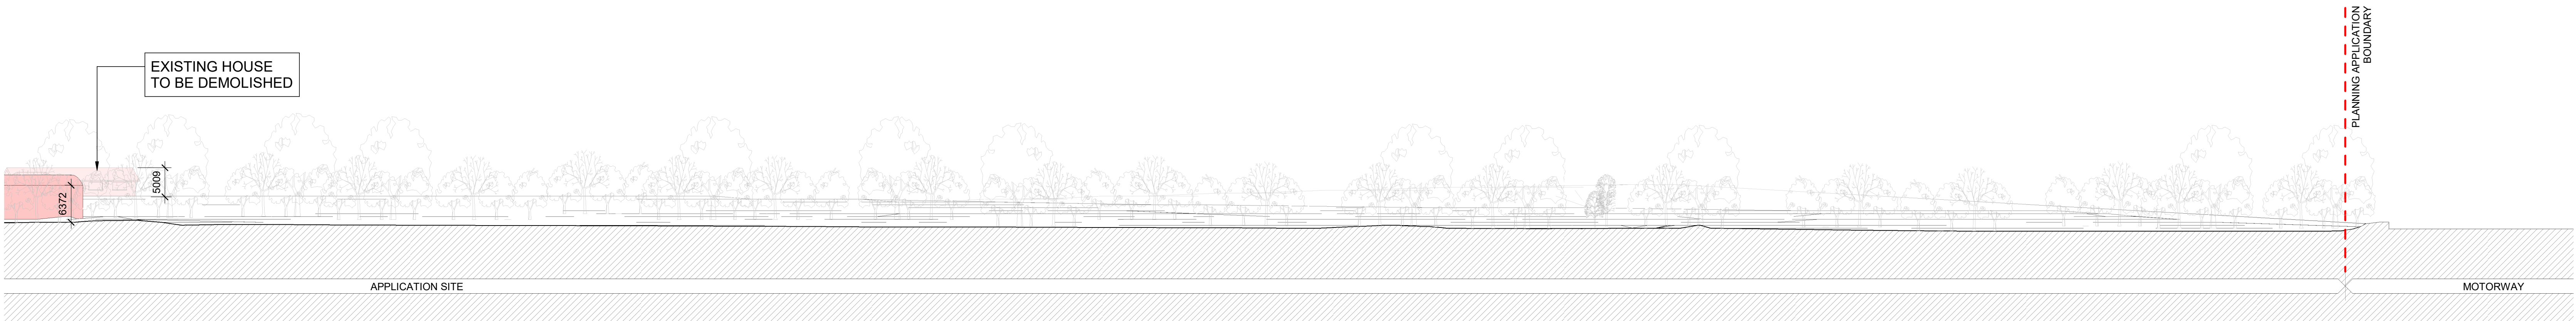 EXISTING HOUSE
TO BE DEMOLISHED
5009
6372
PLANNING APPLICATION
BOUNDARY
APPLICATION SITE
MOTORWAY